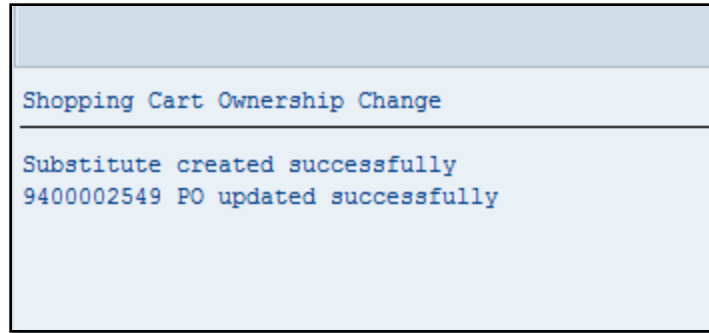 Shopping Cart Ownership Change
Substitute created successfully
9400002549 PO updated successfully